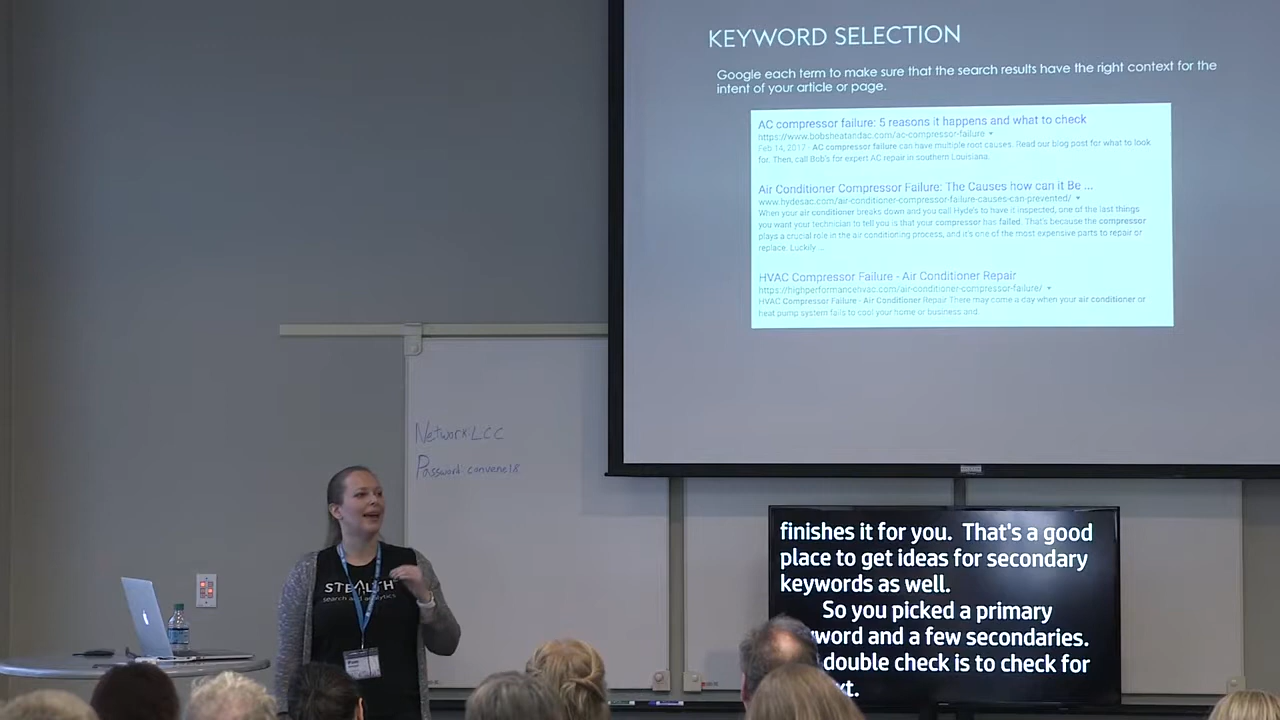 KEYWORD SELECTION
Google each term to make sure that the search results have the right context for the
intent of your article or page.
AC compressor failure: 5 reasons it happens and what to check
https://www.bobsheatandac.com/ac-compressor-failure
Feb 14, 2017 - AC compressor failure can have multiple root causes. Read our blog post for what to look
for. Then, call Bob's for expert AC repair in southern Louisiana.
Air Conditioner Compressor Failure: The Causes how can it Be ...
www.hydesac.com/air-conditioner-compressor-failure-causes-can-prevented/
When your air conditioner breaks down and you call Hyde's to have it inspected, one of the last things
you want your technician to tell you is that your compressor has failed. That's because the compressor
plays a crucial role in the air conditioning process, and it's one of the most expensive parts to repair or
replace. Luckily ...
HVAC Compressor Failure - Air Conditioner Repair
https://highperformancehvac.com/air-conditioner-compressor-failure/
HVAC Compressor Failure - Air Conditioner Repair There may come a day when your air conditioner or
heat pump system fails to cool your home or business and
Network: LCC
Password: convene18
STEALTH
search and analytics
finishes it for you. That's a good
place to get ideas for secondary
keywords as well.
So you picked a primary
word and a few secondaries.
double check is to check for